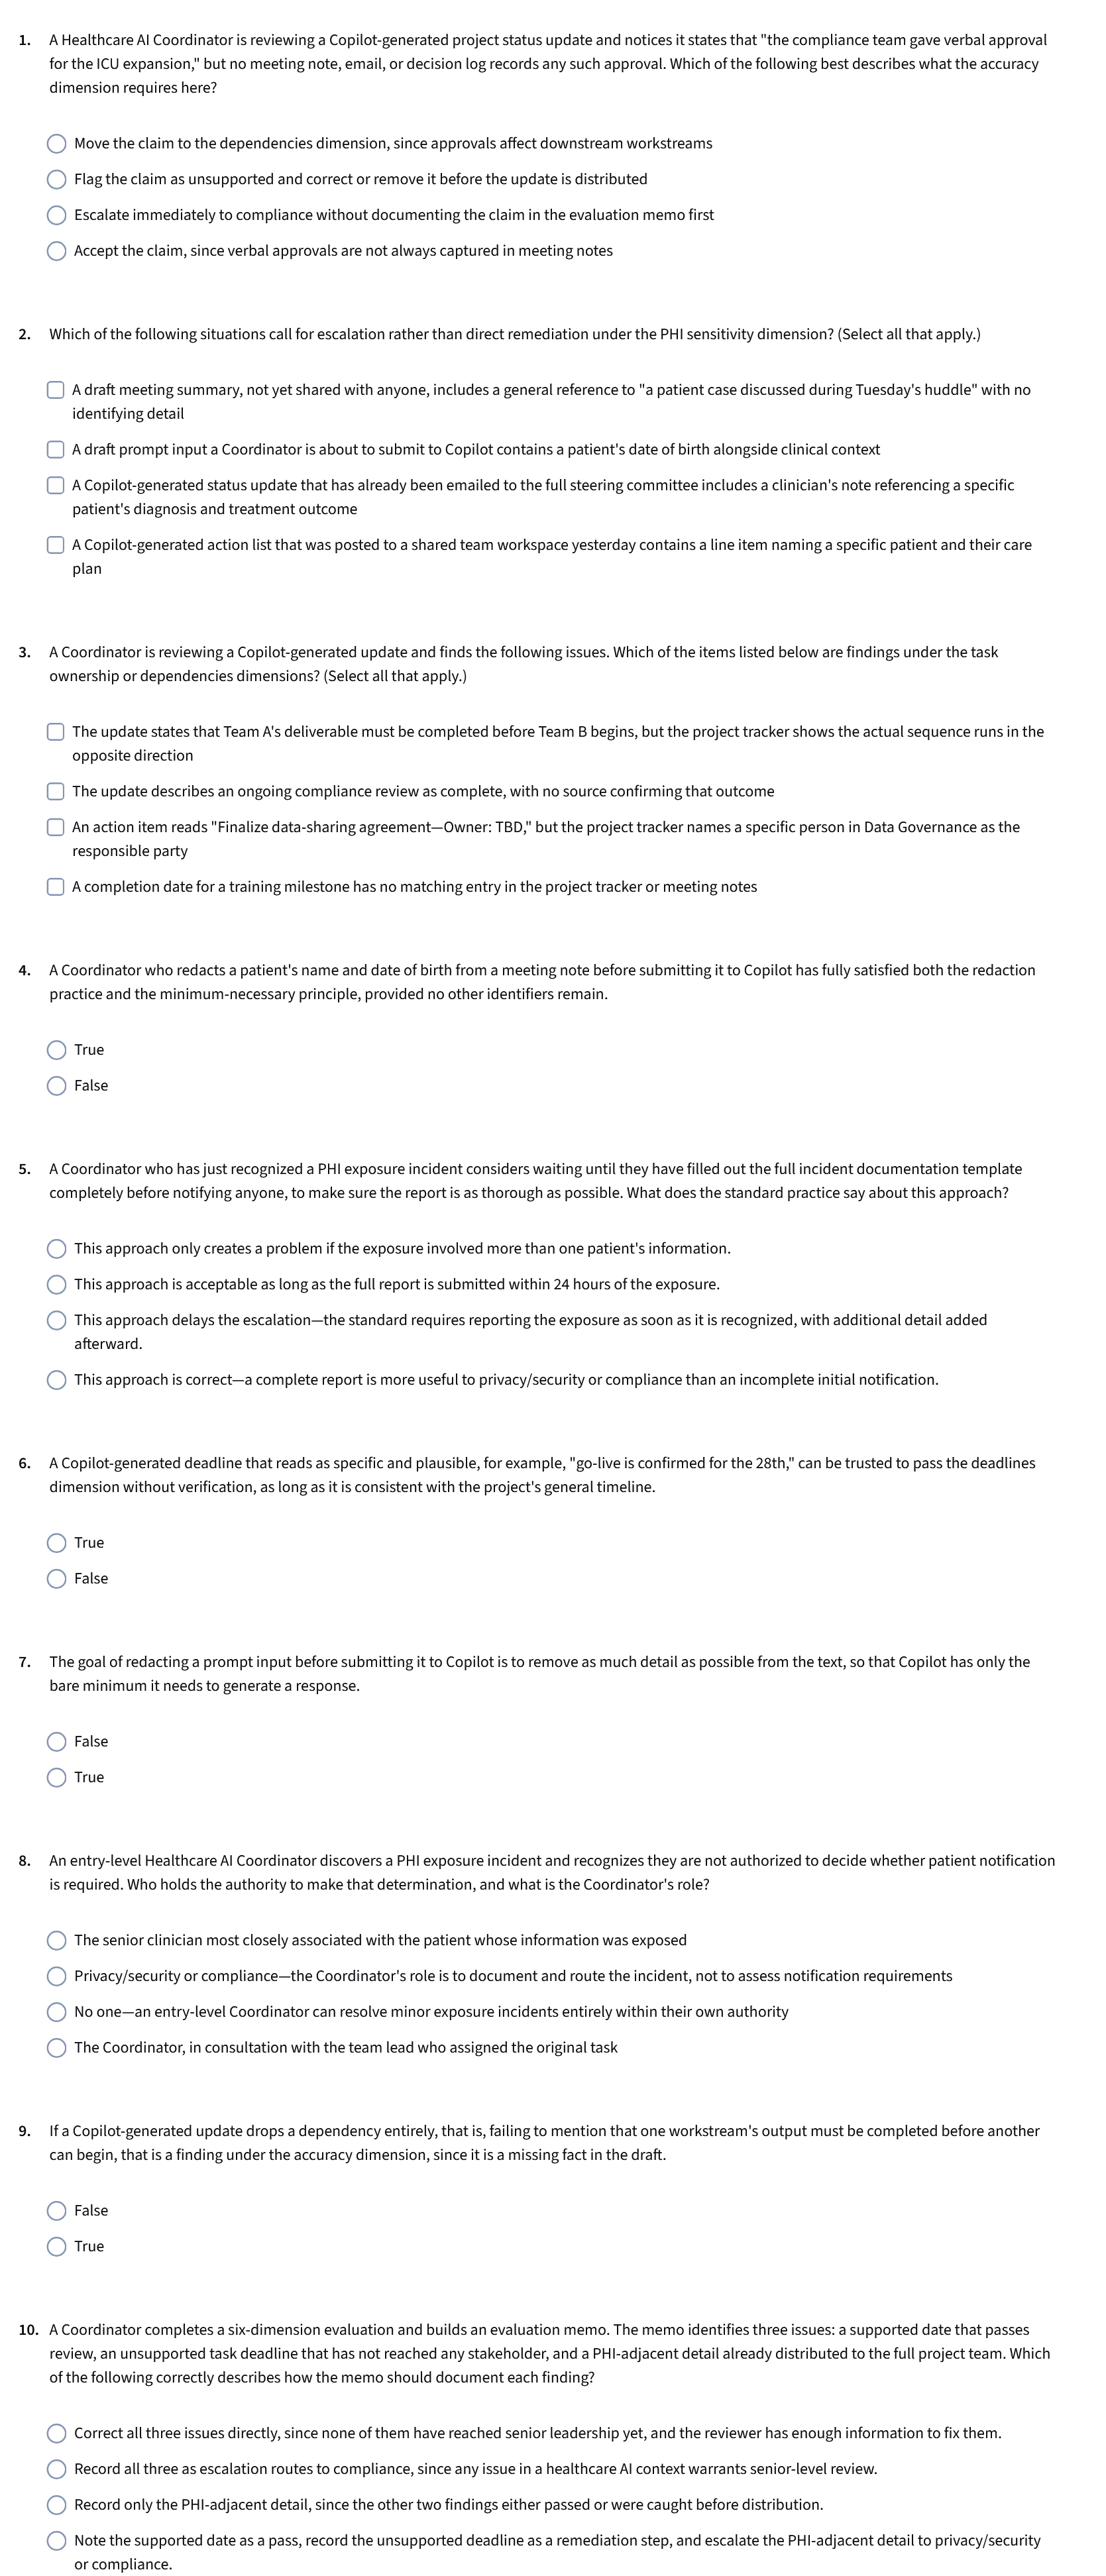 1. A Healthcare AI Coordinator is reviewing a Copilot-generated project status update and notices it states that "the compliance team gave verbal approval
for the ICU expansion," but no meeting note, email, or decision log records any such approval. Which of the following best describes what the accuracy
dimension requires here?
Move the claim to the dependencies dimension, since approvals affect downstream workstreams
Flag the claim as unsupported and correct or remove it before the update is distributed
Escalate immediately to compliance without documenting the claim in the evaluation memo first
Accept the claim, since verbal approvals are not always captured in meeting notes
2. Which of the following situations call for escalation rather than direct remediation under the PHI sensitivity dimension? (Select all that apply.)
A draft meeting summary, not yet shared with anyone, includes a general reference to "a patient case discussed during Tuesday's huddle" with no
identifying detail
A draft prompt input a Coordinator is about to submit to Copilot contains a patient's date of birth alongside clinical context
A Copilot-generated status update that has already been emailed to the full steering committee includes a clinician's note referencing a specific
patient's diagnosis and treatment outcome
A Copilot-generated action list that was posted to a shared team workspace yesterday contains a line item naming a specific patient and their care
plan
3. A Coordinator is reviewing a Copilot-generated update and finds the following issues. Which of the items listed below are findings under the task
ownership or dependencies dimensions? (Select all that apply.)
The update states that Team A's deliverable must be completed before Team B begins, but the project tracker shows the actual sequence runs in the
opposite direction
The update describes an ongoing compliance review as complete, with no source confirming that outcome
An action item reads "Finalize data-sharing agreement—Owner: TBD," but the project tracker names a specific person in Data Governance as the
responsible party
A completion date for a training milestone has no matching entry in the project tracker or meeting notes
4. A Coordinator who redacts a patient's name and date of birth from a meeting note before submitting it to Copilot has fully satisfied both the redaction
practice and the minimum-necessary principle, provided no other identifiers remain.
True
False
5. A Coordinator who has just recognized a PHI exposure incident considers waiting until they have filled out the full incident documentation template
completely before notifying anyone, to make sure the report is as thorough as possible. What does the standard practice say about this approach?
This approach only creates a problem if the exposure involved more than one patient's information.
This approach is acceptable as long as the full report is submitted within 24 hours of the exposure.
This approach delays the escalation—the standard requires reporting the exposure as soon as it is recognized, with additional detail added
afterward.
This approach is correct—a complete report is more useful to privacy/security or compliance than an incomplete initial notification.
6. A Copilot-generated deadline that reads as specific and plausible, for example, "go-live is confirmed for the 28th," can be trusted to pass the deadlines
dimension without verification, as long as it is consistent with the project's general timeline.
True
False
7. The goal of redacting a prompt input before submitting it to Copilot is to remove as much detail as possible from the text, so that Copilot has only the
bare minimum it needs to generate a response.
False
True
8. An entry-level Healthcare AI Coordinator discovers a PHI exposure incident and recognizes they are not authorized to decide whether patient notification
is required. Who holds the authority to make that determination, and what is the Coordinator's role?
The senior clinician most closely associated with the patient whose information was exposed
Privacy/security or compliance—the Coordinator's role is to document and route the incident, not to assess notification requirements
No one—an entry-level Coordinator can resolve minor exposure incidents entirely within their own authority
The Coordinator, in consultation with the team lead who assigned the original task
9. If a Copilot-generated update drops a dependency entirely, that is, failing to mention that one workstream's output must be completed before another
can begin, that is a finding under the accuracy dimension, since it is a missing fact in the draft.
False
True
10. A Coordinator completes a six-dimension evaluation and builds an evaluation memo. The memo identifies three issues: a supported date that passes
review, an unsupported task deadline that has not reached any stakeholder, and a PHI-adjacent detail already distributed to the full project team. Which
of the following correctly describes how the memo should document each finding?
Correct all three issues directly, since none of them have reached senior leadership yet, and the reviewer has enough information to fix them.
Record all three as escalation routes to compliance, since any issue in a healthcare AI context warrants senior-level review.
Record only the PHI-adjacent detail, since the other two findings either passed or were caught before distribution.
Note the supported date as a pass, record the unsupported deadline as a remediation step, and escalate the PHI-adjacent detail to privacy/security
or compliance.